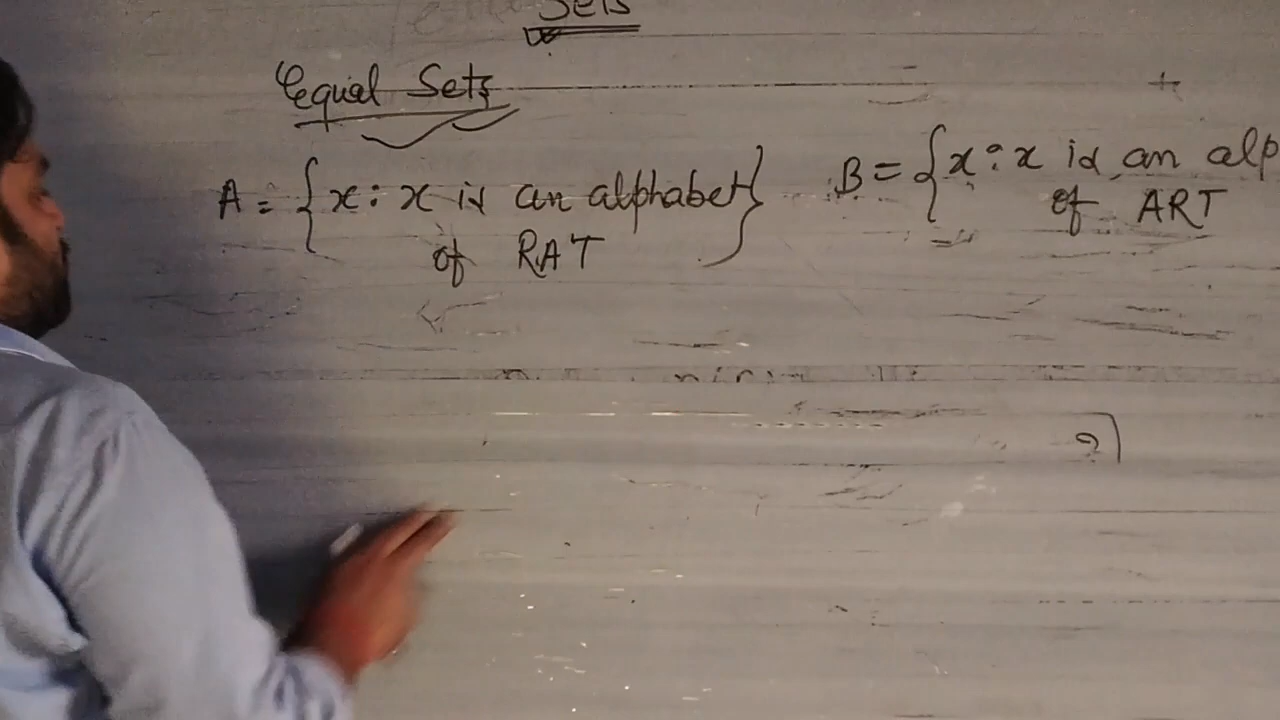 Sets
Equal Sets
A = {x : x is an alphabet} B = {x : x is an alp
of RAT of ART